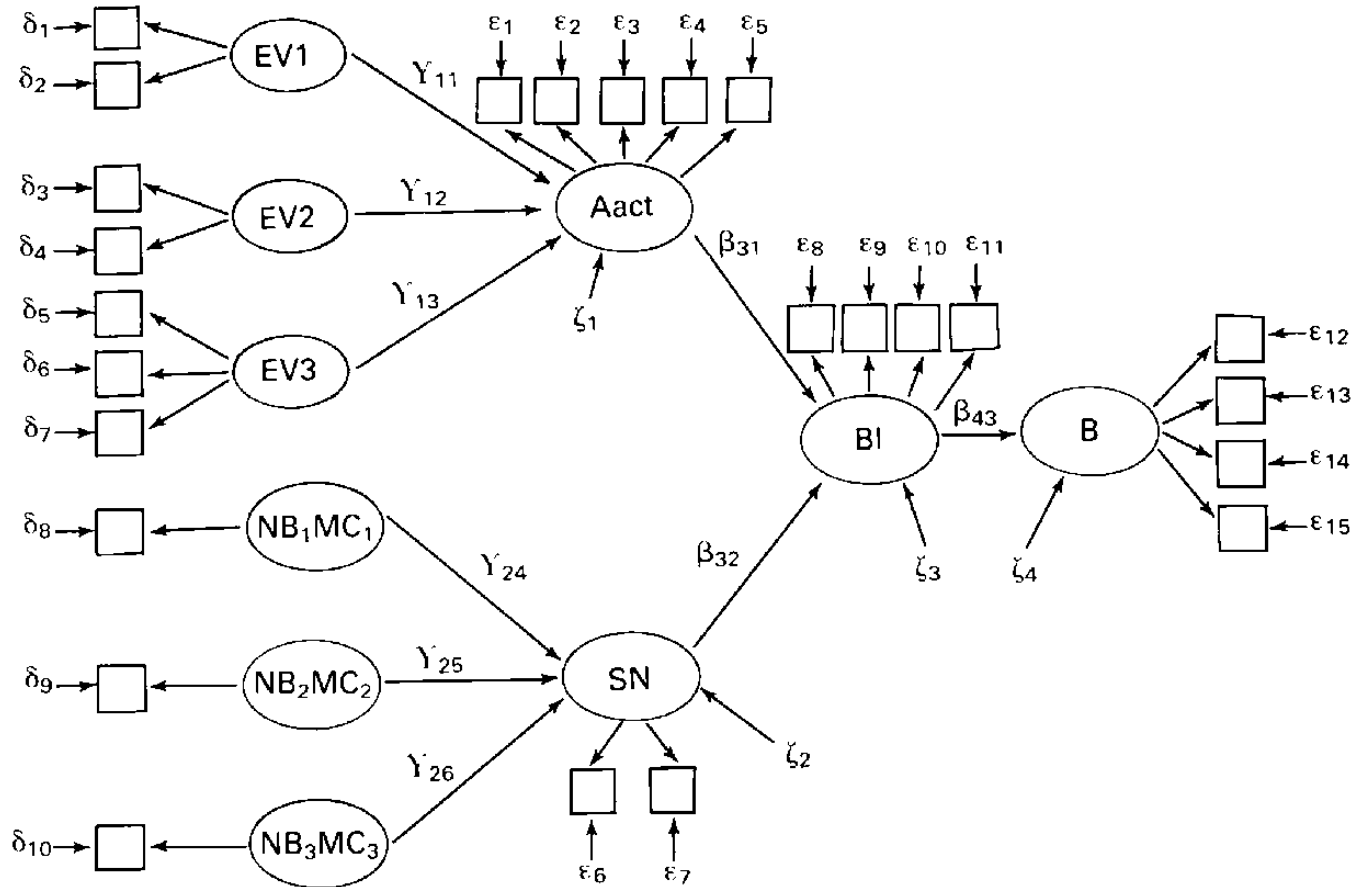 δ1
EV1
δ2
ε1 ε2 ε3 ε4 ε5
γ11
δ3
EV2
γ12
Aact
δ4
β31
ε8 ε9 ε10 ε11
δ5
γ13
ζ1
δ6
EV3
δ7
ε12
ε13
BI
β43
B
ε14
ε15
δ8
NB1MC1
γ24
β32
ζ3
ζ4
δ9
NB2MC2
γ25
SN
ζ2
γ26
δ10
NB3MC3
ε6 ε7